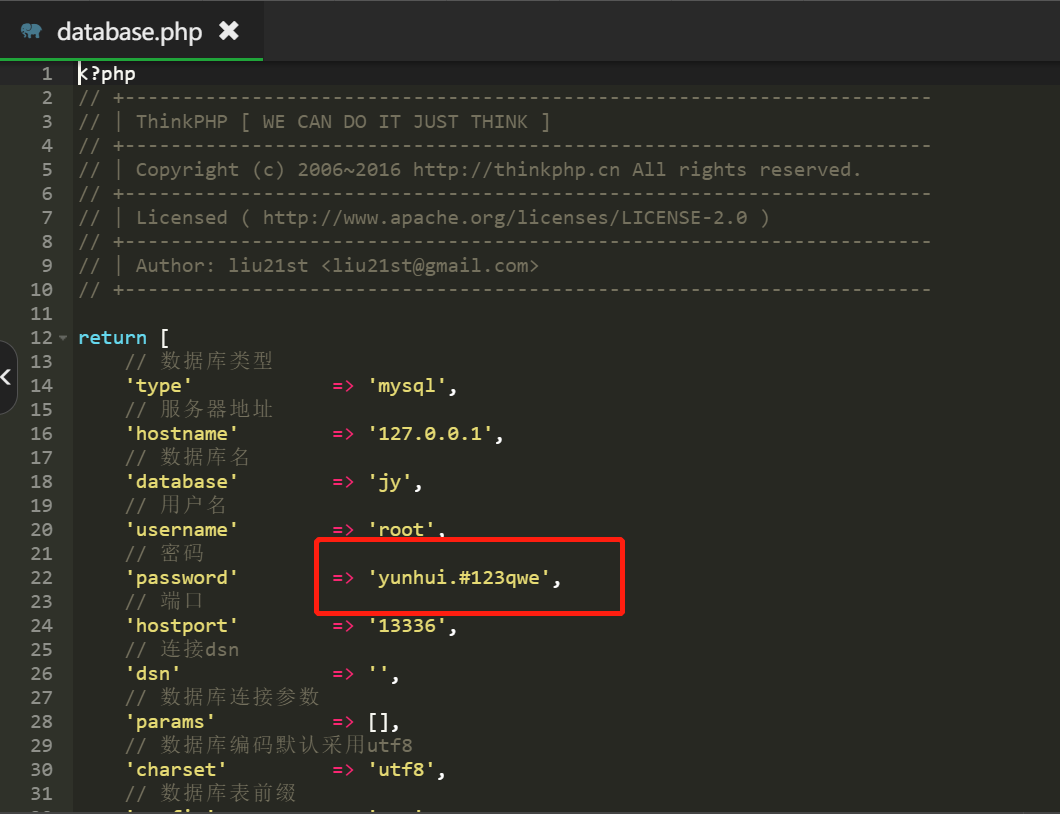 database.php ✖
1 <?php
2 // +----------------------------------------------------------------------
3 // | ThinkPHP [ WE CAN DO IT JUST THINK ]
4 // +----------------------------------------------------------------------
5 // | Copyright (c) 2006~2016 http://thinkphp.cn All rights reserved.
6 // +----------------------------------------------------------------------
7 // | Licensed ( http://www.apache.org/licenses/LICENSE-2.0 )
8 // +----------------------------------------------------------------------
9 // | Author: liu21st <liu21st@gmail.com>
10 // +----------------------------------------------------------------------
11
12 return [
13 // 数据库类型
14 'type' => 'mysql',
15 // 服务器地址
16 'hostname' => '127.0.0.1',
17 // 数据库名
18 'database' => 'jy',
19 // 用户名
20 'username' => 'root',
21 // 密码
22 'password' => 'yunhui.#123qwe',
23 // 端口
24 'hostport' => '13336',
25 // 连接dsn
26 'dsn' => '',
27 // 数据库连接参数
28 'params' => [],
29 // 数据库编码默认采用utf8
30 'charset' => 'utf8',
31 // 数据库表前缀